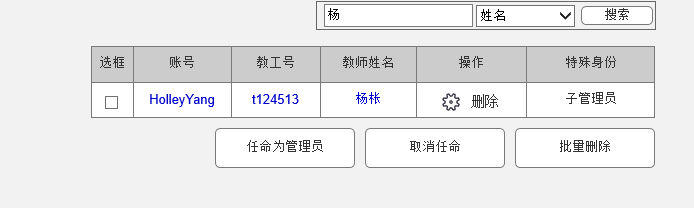 杨 姓名 搜索
选框 账号 教工号 教师姓名 操作 特殊身份
HolleyYang t124513 杨枨 删除 子管理员
任命为管理员 取消任命 批量删除